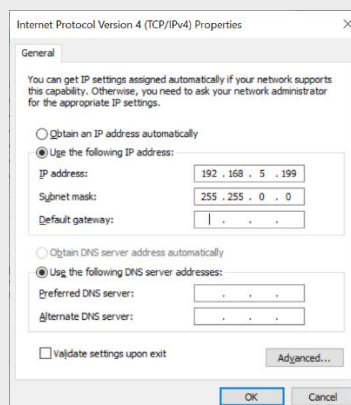 Internet Protocol Version 4 (TCP/IPv4) Properties
General
You can get IP settings assigned automatically if your network supports
this capability. Otherwise, you need to ask your network administrator
for the appropriate IP settings.
Obtain an IP address automatically
Use the following IP address:
IP address: 192 . 168 . 5 . 199
Subnet mask: 255 . 255 . 0 . 0
Default gateway: . . .
Obtain DNS server address automatically
Use the following DNS server addresses:
Preferred DNS server: . . .
Alternate DNS server: . . .
Validate settings upon exit
Advanced...
OK Cancel